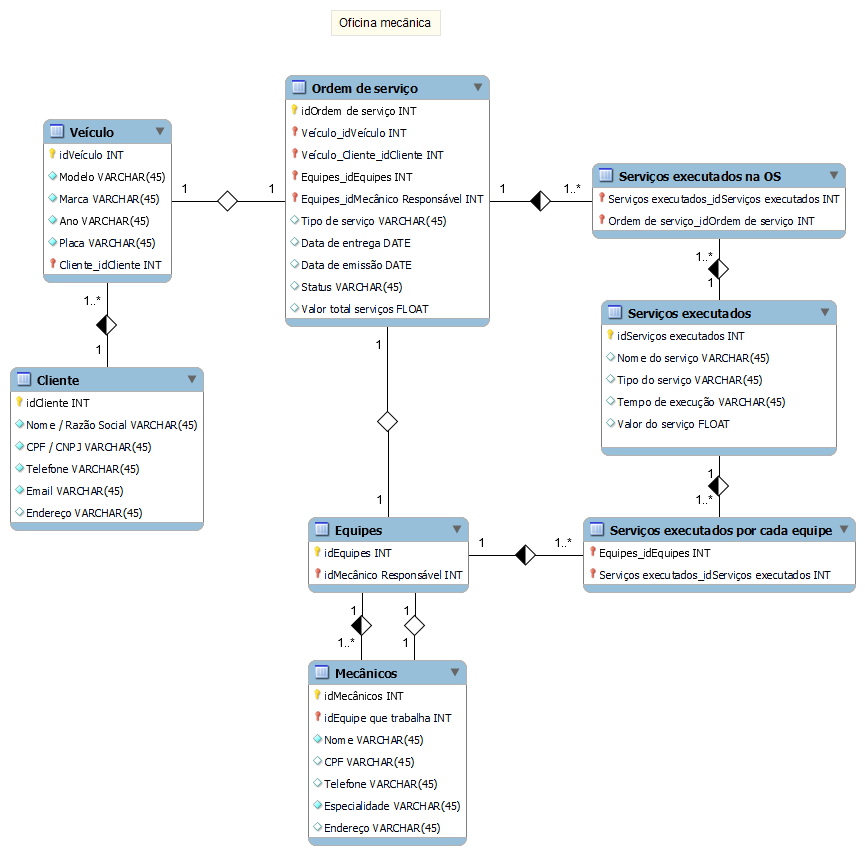 Oficina mecânica
Ordem de serviço
idOrdem de serviço INT
Veículo_idVeículo INT
Veículo_Cliente_idCliente INT
Equipes_idEquipes INT
Equipes_idMecânico Responsável INT
Tipo de serviço VARCHAR(45)
Data de entrega DATE
Data de emissão DATE
Status VARCHAR(45)
Valor total serviços FLOAT
Veículo
idVeículo INT
Modelo VARCHAR(45)
Marca VARCHAR(45)
Ano VARCHAR(45)
Placa VARCHAR(45)
Cliente_idCliente INT
1
1
1
1..*
Serviços executados na OS
Serviços executados_idServiços executados INT
Ordem de serviço_idOrdem de serviço INT
1..*
1
Serviços executados
idServiços executados INT
Nome do serviço VARCHAR(45)
Tipo do serviço VARCHAR(45)
Tempo de execução VARCHAR(45)
Valor do serviço FLOAT
1..*
1
Cliente
idCliente INT
Nome / Razão Social VARCHAR(45)
CPF / CNPJ VARCHAR(45)
Telefone VARCHAR(45)
Email VARCHAR(45)
Endereço VARCHAR(45)
1
1
1
1..*
Equipes
idEquipes INT
idMecânico Responsável INT
1
1..*
Serviços executados por cada equipe
Equipes_idEquipes INT
Serviços executados_idServiços executados INT
1
1
1..*
1
Mecânicos
idMecânicos INT
idEquipe que trabalha INT
Nome VARCHAR(45)
CPF VARCHAR(45)
Telefone VARCHAR(45)
Especialidade VARCHAR(45)
Endereço VARCHAR(45)